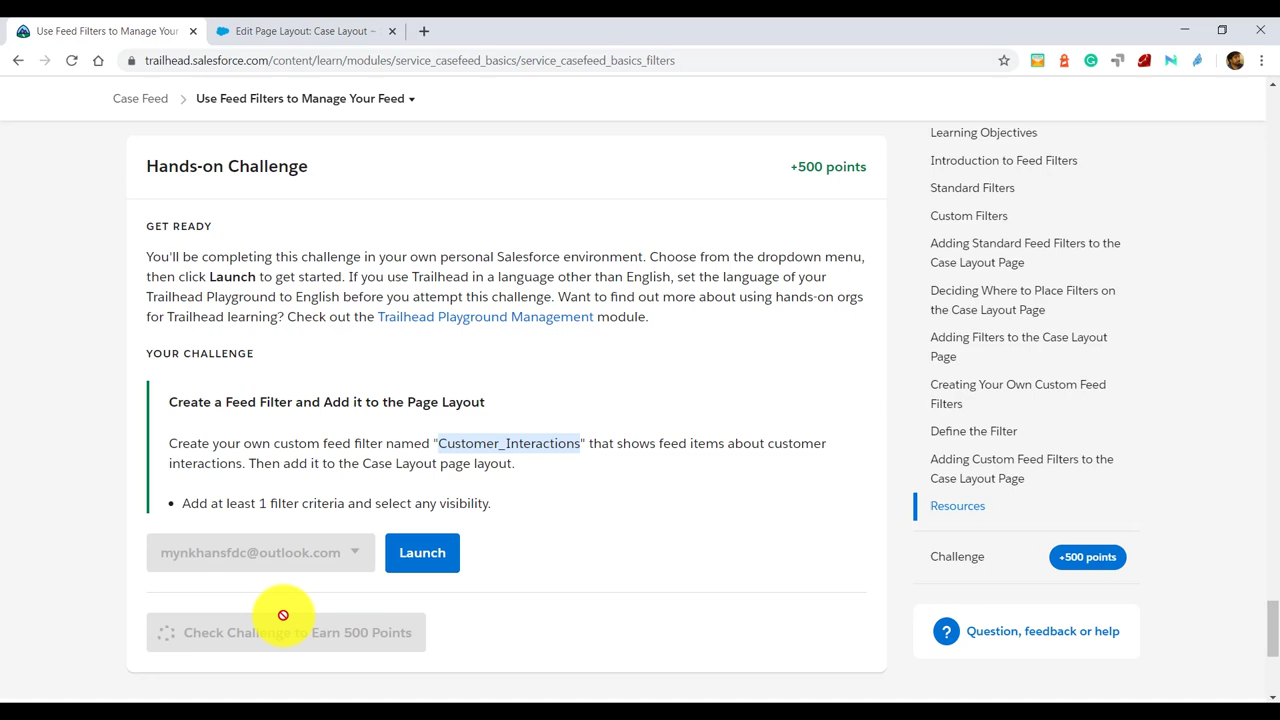 Use Feed Filters to Manage Your
Edit Page Layout: Case Layout ~
trailhead.salesforce.com/content/learn/modules/service_casefeed_basics/service_casefeed_basics_filters
Case Feed
Use Feed Filters to Manage Your Feed
Hands-on Challenge
+500 points
GET READY
You'll be completing this challenge in your own personal Salesforce environment. Choose from the dropdown menu,
then click Launch to get started. If you use Trailhead in a language other than English, set the language of your
Trailhead Playground to English before you attempt this challenge. Want to find out more about using hands-on orgs
for Trailhead learning? Check out the Trailhead Playground Management module.
YOUR CHALLENGE
Create a Feed Filter and Add it to the Page Layout
Create your own custom feed filter named "Customer_Interactions" that shows feed items about customer
interactions. Then add it to the Case Layout page layout.
• Add at least 1 filter criteria and select any visibility.
mynkhansfdc@outlook.com
Launch
Check Challenge to Earn 500 Points
Learning Objectives
Introduction to Feed Filters
Standard Filters
Custom Filters
Adding Standard Feed Filters to the
Case Layout Page
Deciding Where to Place Filters on
the Case Layout Page
Adding Filters to the Case Layout
Page
Creating Your Own Custom Feed
Filters
Define the Filter
Adding Custom Feed Filters to the
Case Layout Page
Resources
Challenge
+500 points
? Question, feedback or help